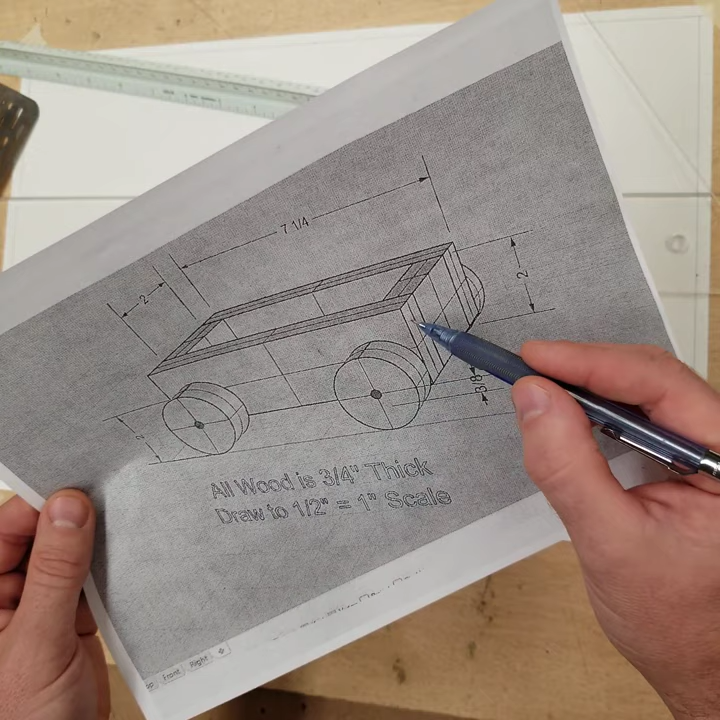 7 1/4
2
2
2
3/8
All Wood is 3/4" Thick
Draw to 1/2" = 1" Scale
Front
Right